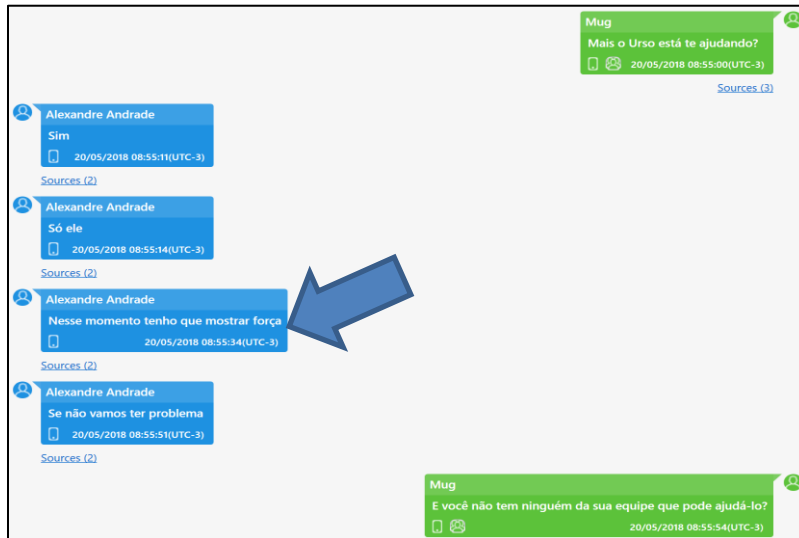 Mug
Mais o Urso está te ajudando?
20/05/2018 08:55:00(UTC-3)
Sources (3)
Alexandre Andrade
Sim
20/05/2018 08:55:11(UTC-3)
Sources (2)
Alexandre Andrade
Só ele
20/05/2018 08:55:14(UTC-3)
Sources (2)
Alexandre Andrade
Nesse momento tenho que mostrar força
20/05/2018 08:55:34(UTC-3)
Sources (2)
Alexandre Andrade
Se não vamos ter problema
20/05/2018 08:55:51(UTC-3)
Sources (2)
Mug
E você não tem ninguém da sua equipe que pode ajudá-lo?
20/05/2018 08:55:54(UTC-3)